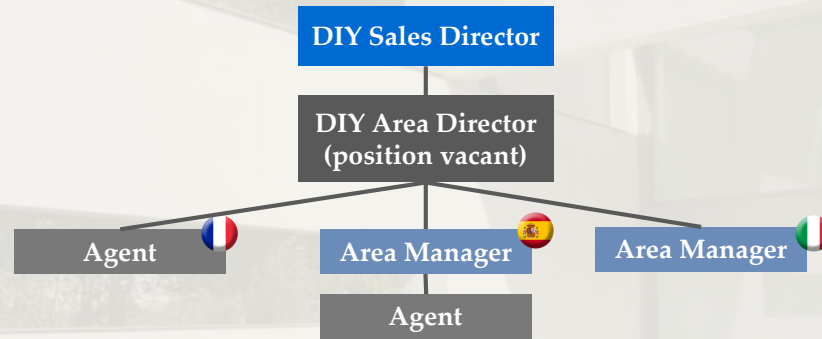 DIY Sales Director
DIY Area Director
(position vacant)
Agent
Area Manager
Area Manager
Agent